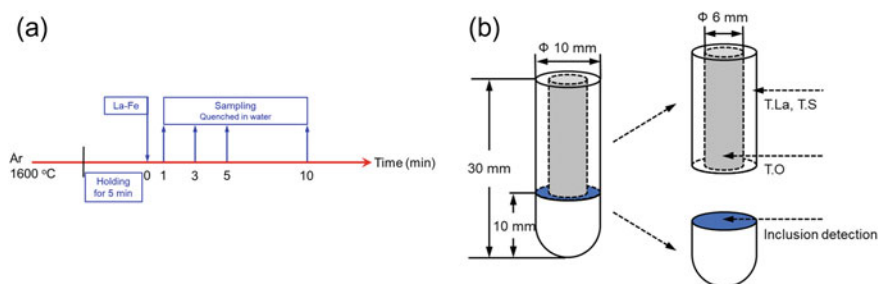 (a)
La-Fe
Sampling
Quenched in water
Ar
1600 °C
Holding
for 5 min
0 1 3 5 10
Time (min)
(b)
Φ 10 mm
30 mm
10 mm
Φ 6 mm
T.La, T.S
T.O
Inclusion detection